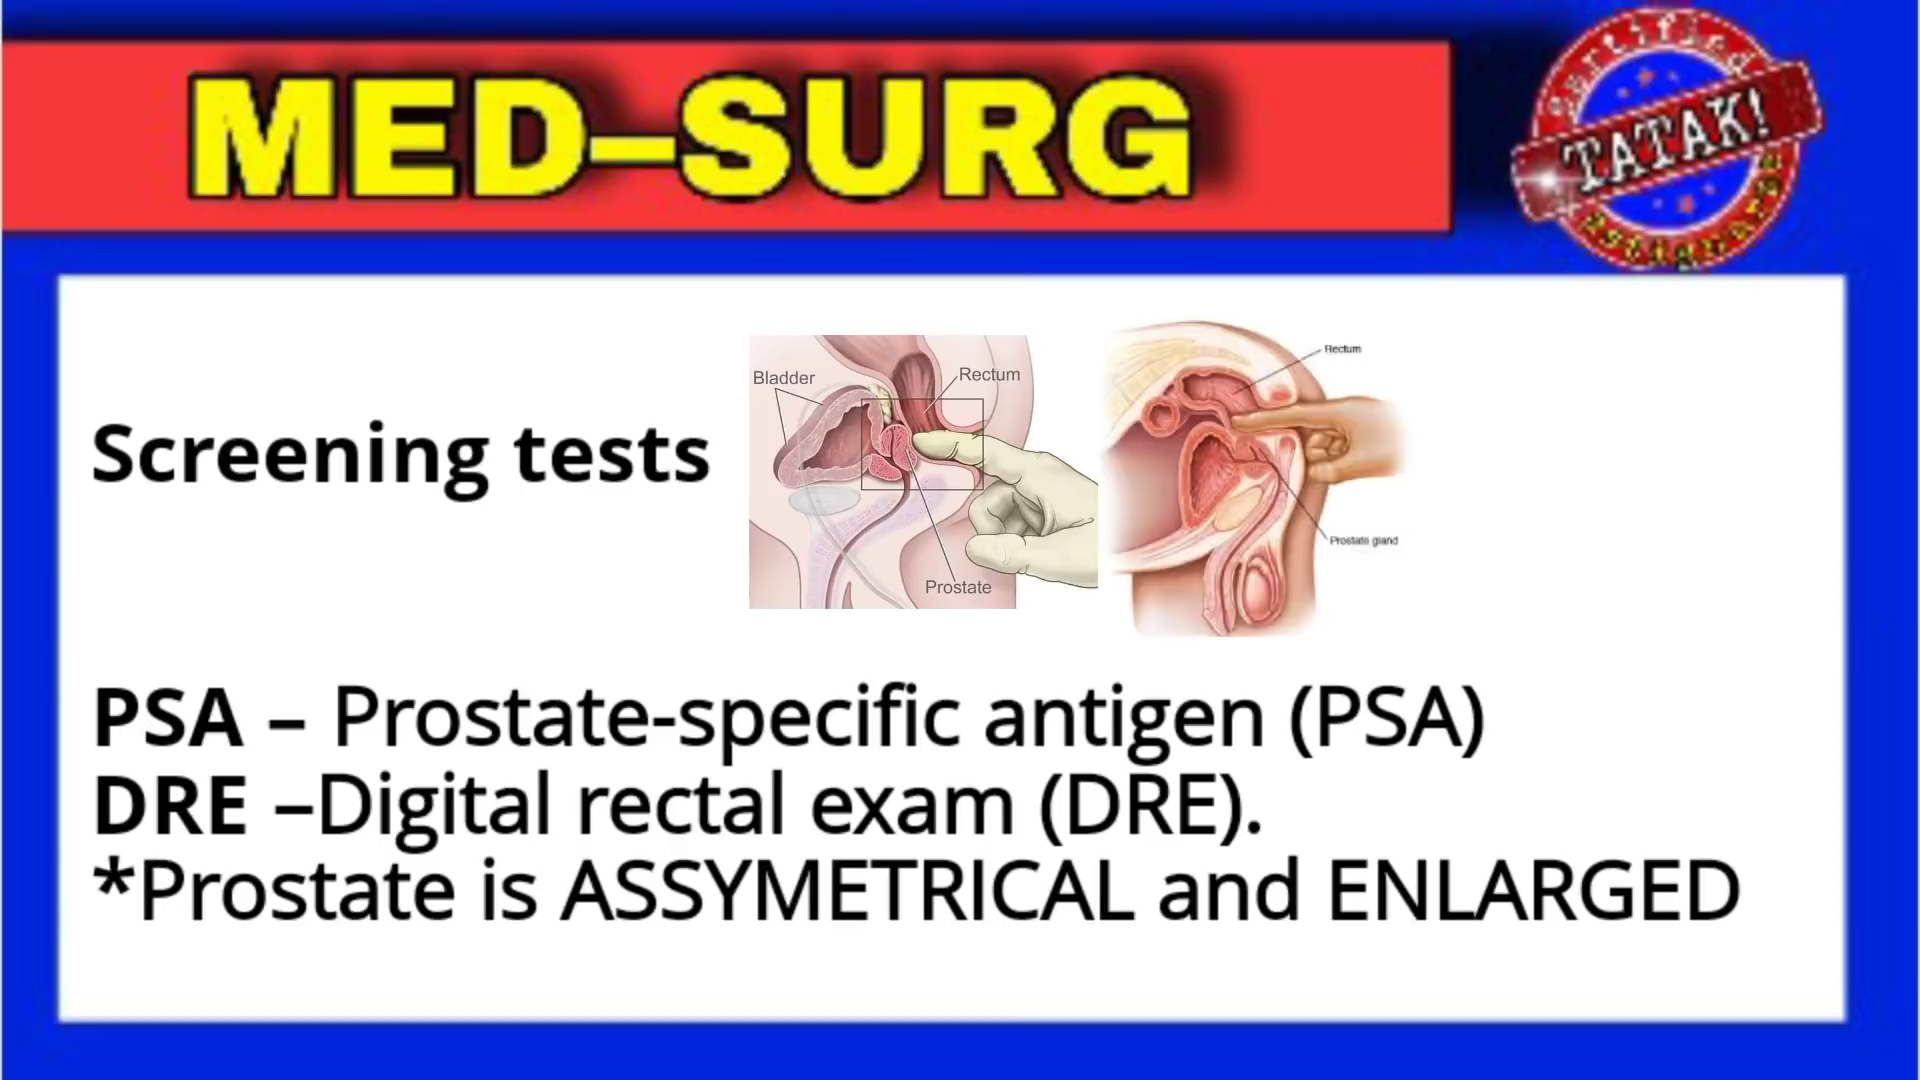 MED–SURG
Certified
TATAK!
Screening tests
Bladder
Rectum
Prostate
Rectum
Prostate gland
PSA – Prostate-specific antigen (PSA)
DRE –Digital rectal exam (DRE).
*Prostate is ASSYMETRICAL and ENLARGED